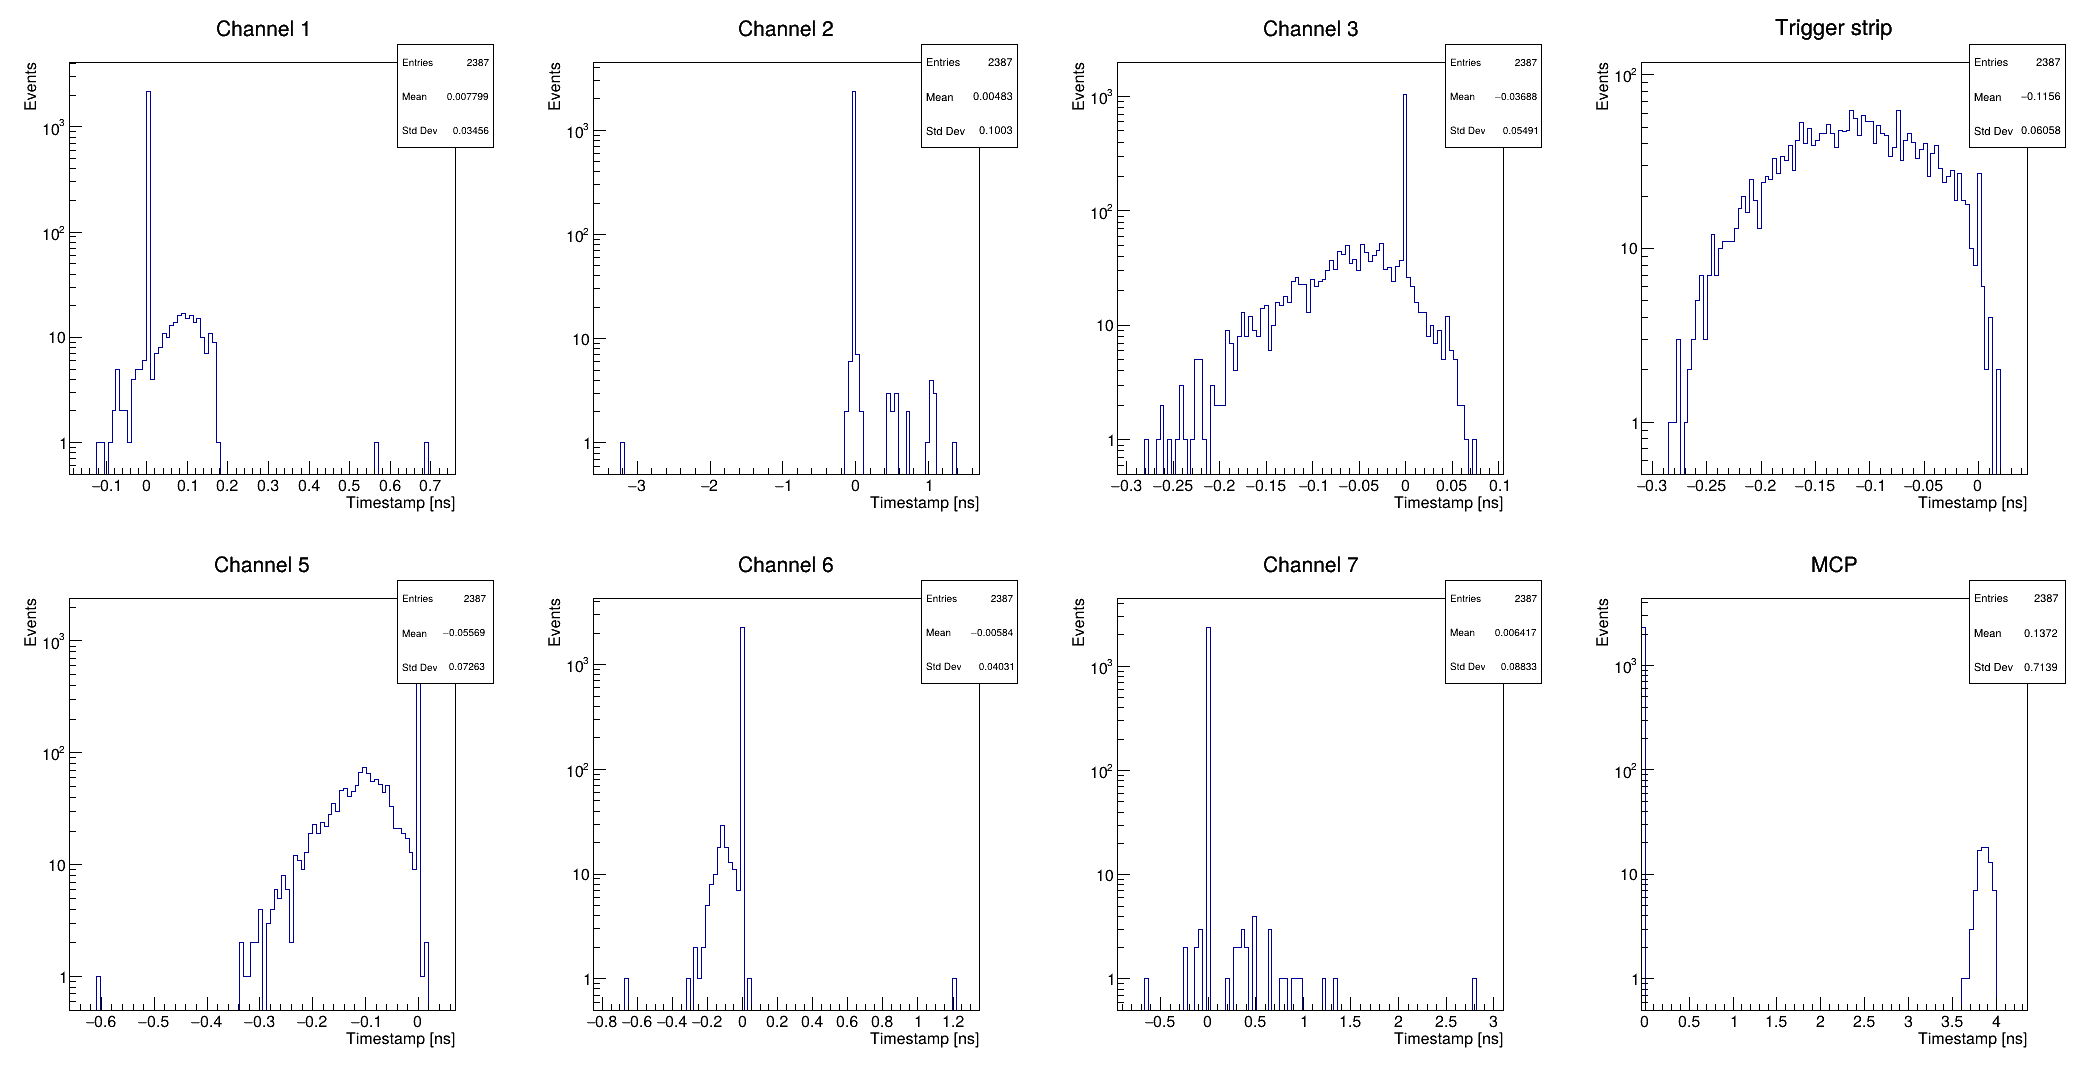 Channel 1
Events
Entries 2387
Mean 0.007799
Std Dev 0.03456
10³
10²
10
1
−0.1 0 0.1 0.2 0.3 0.4 0.5 0.6 0.7
Timestamp [ns]
Channel 2
Events
Entries 2387
Mean 0.00483
Std Dev 0.1003
10³
10²
10
1
−3 −2 −1 0 1
Timestamp [ns]
Channel 3
Events
Entries 2387
Mean −0.03688
Std Dev 0.05491
10³
10²
10
1
−0.3 −0.25 −0.2 −0.15 −0.1 −0.05 0 0.05 0.1
Timestamp [ns]
Trigger strip
Events
Entries 2387
Mean −0.1156
Std Dev 0.06058
10²
10
1
−0.3 −0.25 −0.2 −0.15 −0.1 −0.05 0
Timestamp [ns]
Channel 5
Events
Entries 2387
Mean −0.05569
Std Dev 0.07263
10³
10²
10
1
−0.6 −0.5 −0.4 −0.3 −0.2 −0.1 0
Timestamp [ns]
Channel 6
Events
Entries 2387
Mean −0.00584
Std Dev 0.04031
10³
10²
10
1
−0.8 −0.6 −0.4 −0.2 0 0.2 0.4 0.6 0.8 1 1.2
Timestamp [ns]
Channel 7
Events
Entries 2387
Mean 0.006417
Std Dev 0.08833
10³
10²
10
1
−0.5 0 0.5 1 1.5 2 2.5 3
Timestamp [ns]
MCP
Events
Entries 2387
Mean 0.1372
Std Dev 0.7139
10³
10²
10
1
0 0.5 1 1.5 2 2.5 3 3.5 4
Timestamp [ns]